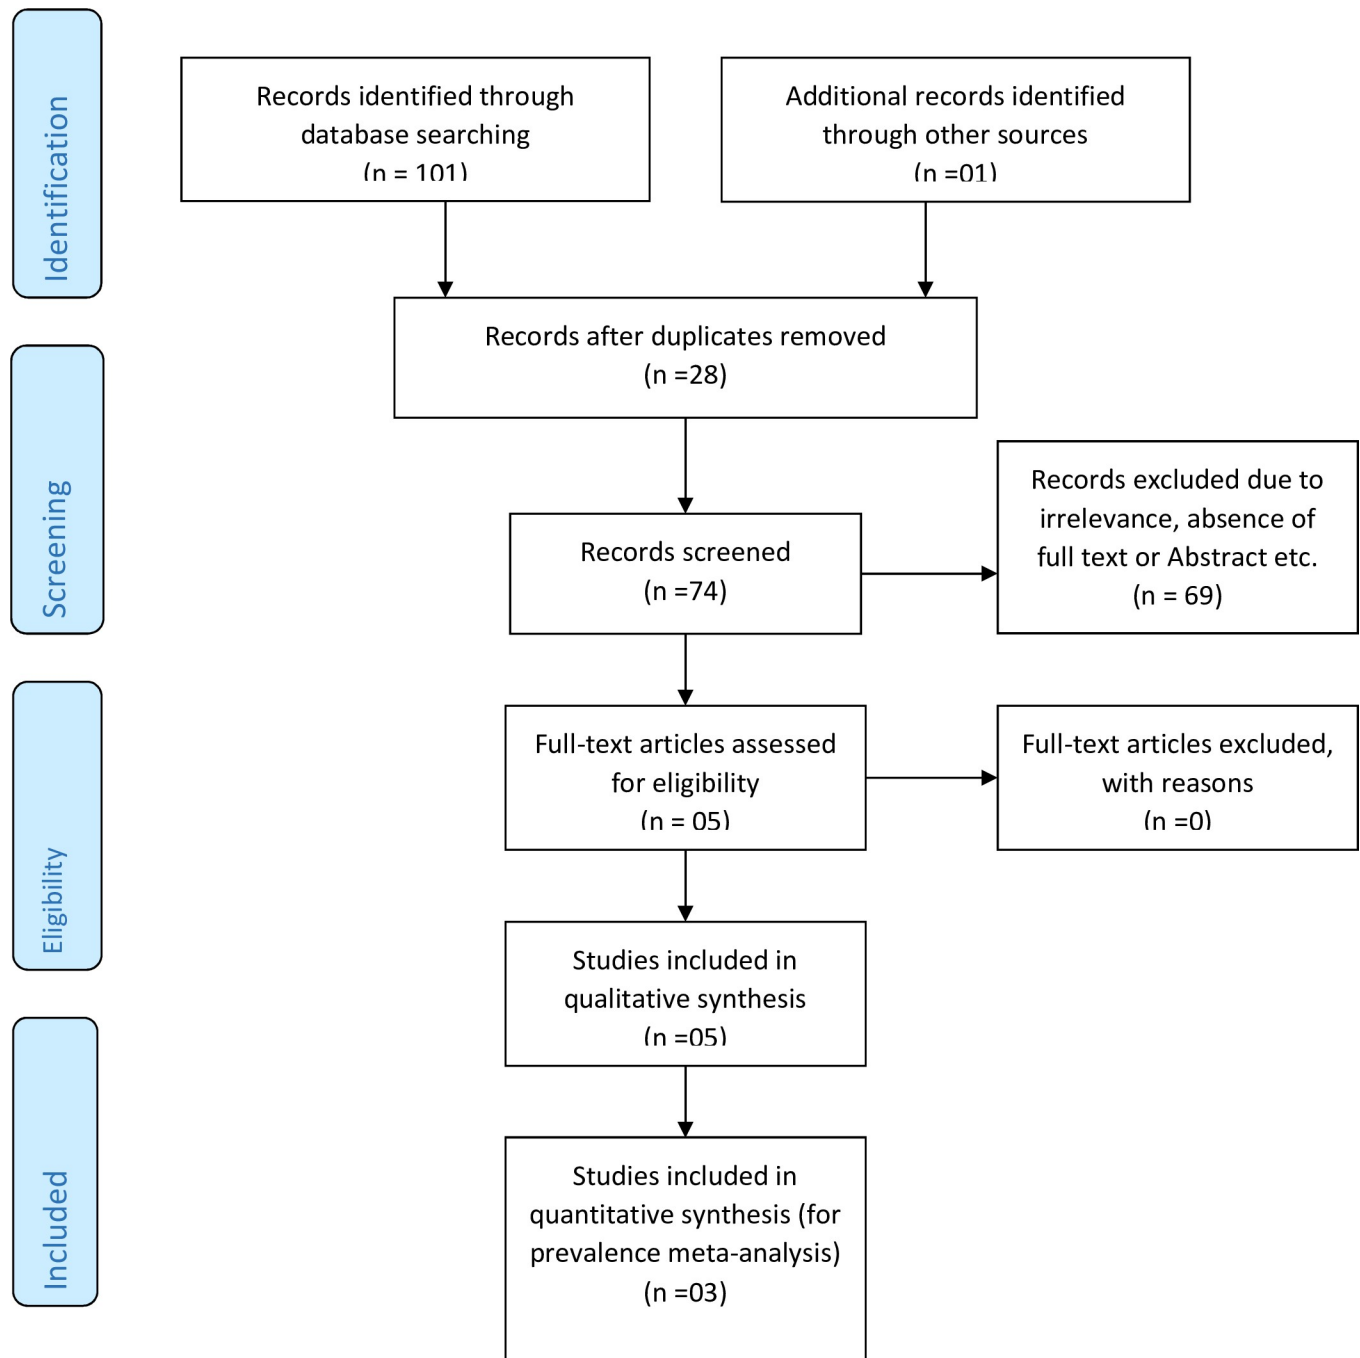 Identification
Records identified through
database searching
(n = 101)
Additional records identified
through other sources
(n =01)
Records after duplicates removed
(n =28)
Screening
Records screened
(n =74)
Records excluded due to
irrelevance, absence of
full text or Abstract etc.
(n = 69)
Eligibility
Full-text articles assessed
for eligibility
(n = 05)
Full-text articles excluded,
with reasons
(n =0)
Studies included in
qualitative synthesis
(n =05)
Included
Studies included in
quantitative synthesis (for
prevalence meta-analysis)
(n =03)